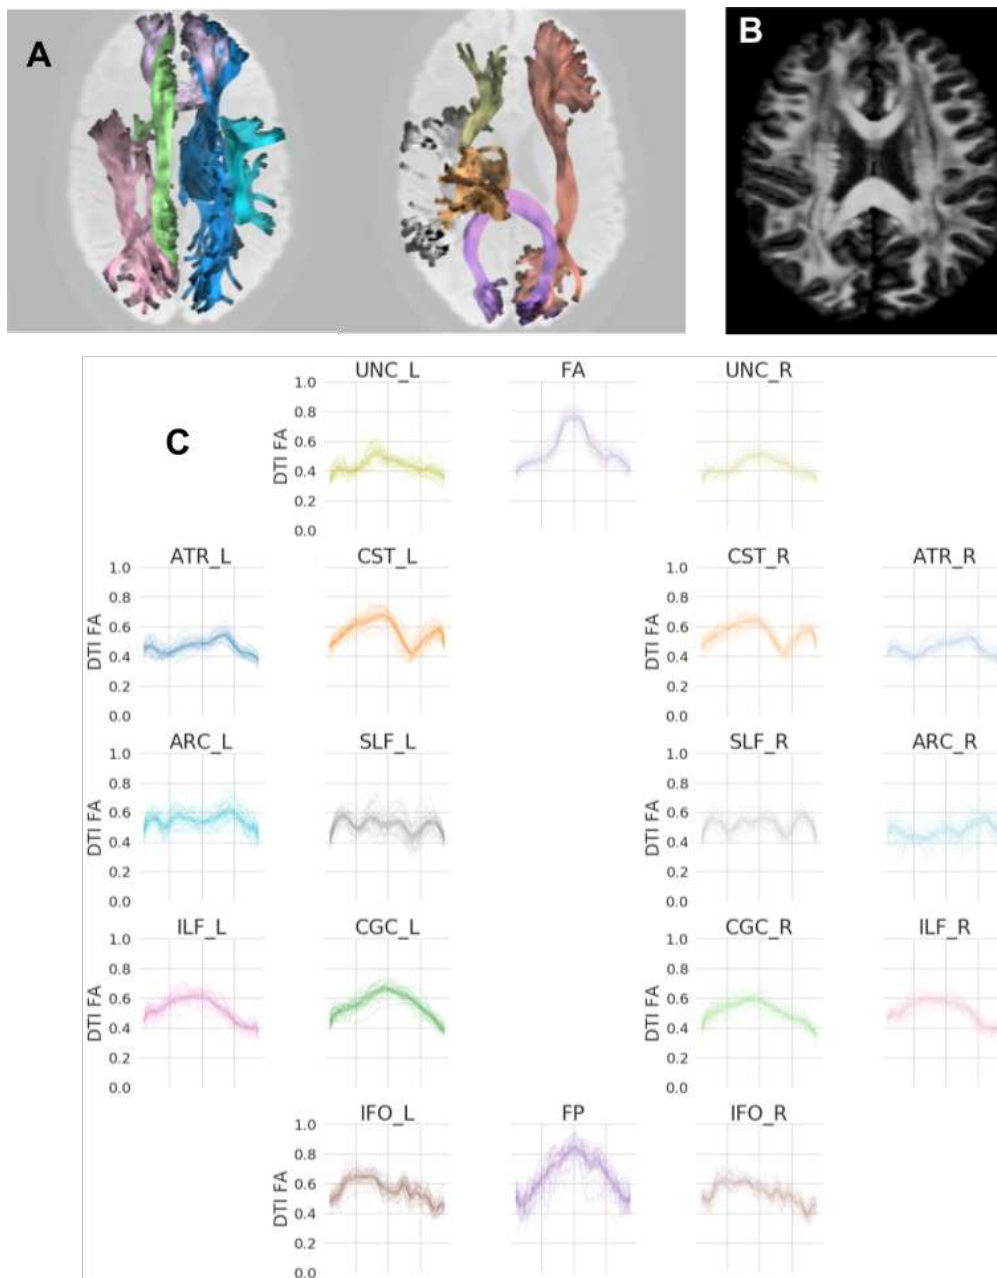 A
B
C
UNC_L FA UNC_R
1.0
0.8
0.6
0.4
0.2
0.0
DTI FA
ATR_L CST_L CST_R ATR_R
1.0 1.0
0.8 0.8
0.6 0.6
0.4 0.4
0.2 0.2
0.0 0.0
DTI FA DTI FA
ARC_L SLF_L SLF_R ARC_R
1.0 1.0
0.8 0.8
0.6 0.6
0.4 0.4
0.2 0.2
0.0 0.0
DTI FA DTI FA
ILF_L CGC_L CGC_R ILF_R
1.0 1.0
0.8 0.8
0.6 0.6
0.4 0.4
0.2 0.2
0.0 0.0
DTI FA DTI FA
IFO_L FP IFO_R
1.0
0.8
0.6
0.4
0.2
0.0
DTI FA